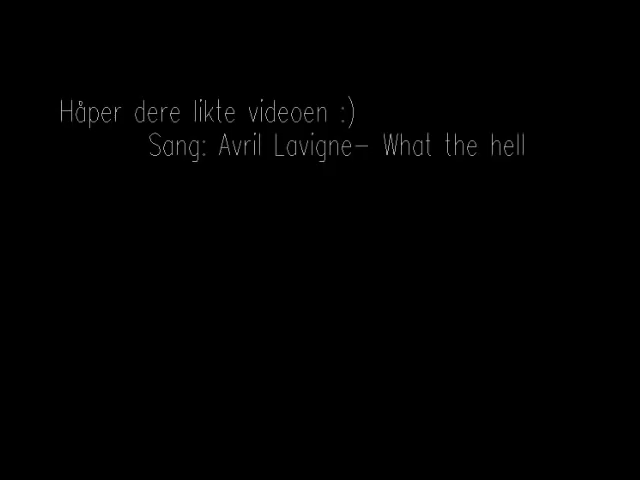 Håper dere likte videoen :)
Sang: Avril Lavigne- What the hell